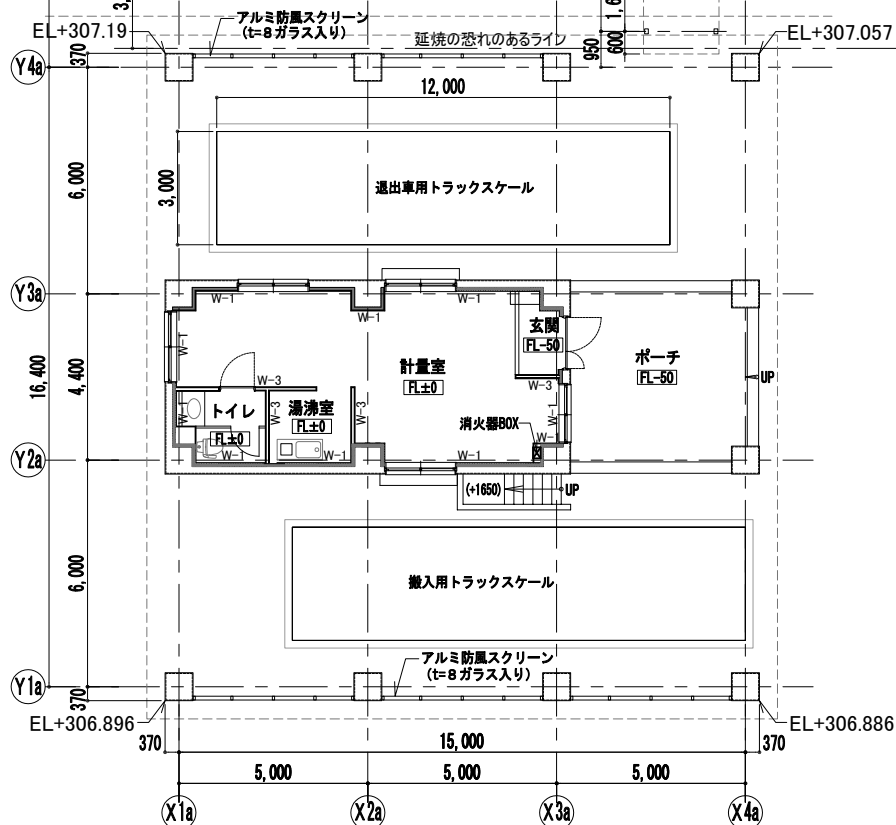 3,
アルミ防風スクリーン
(t=8ガラス入り)
EL+307.19
延焼の恐れのあるライン
950
600
1,6
EL+307.057
Y4a
370
12,000
6,000
3,000
退出車用トラックスケール
Y3a
W-1
W-1
玄関
FL-50
W-1
計量室
FL±0
ポーチ
FL-50
UP
16,400
4,400
W-3
W-3
W-1
トイレ
FL±0
W-3
湯沸室
FL±0
W-3
W-1
消火器BOX
W-1
W-1
W-1
W-1
Y2a
(+1650)
UP
6,000
搬入用トラックスケール
アルミ防風スクリーン
(t=8ガラス入り)
Y1a
370
EL+306.896
EL+306.886
370
15,000
370
5,000
5,000
5,000
X1a
X2a
X3a
X4a